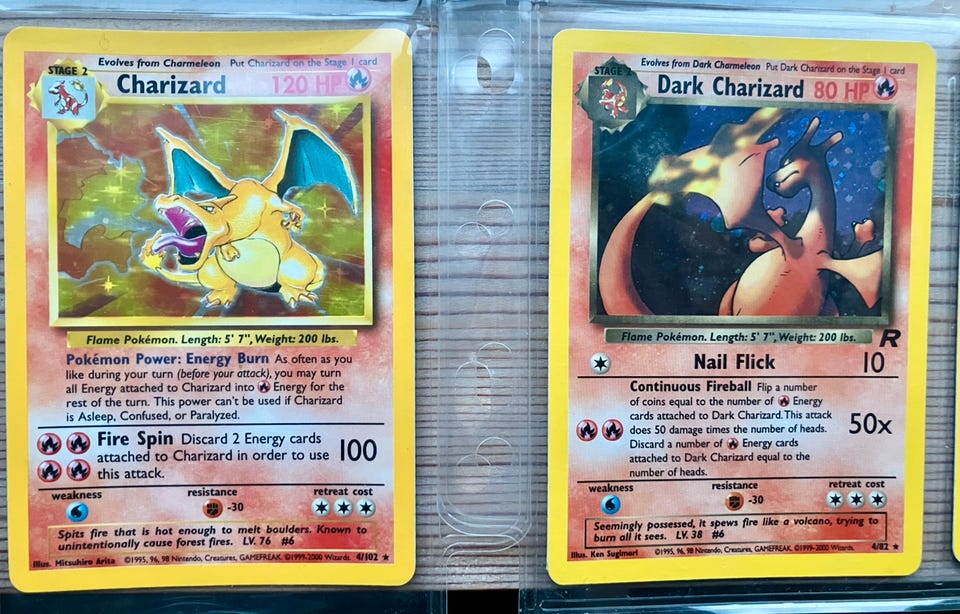 Evolves from Charmeleon Put Charizard on the Stage 1 card
STAGE 2
Charizard 120 HP
Flame Pokémon. Length: 5' 7", Weight: 200 lbs.
Pokémon Power: Energy Burn As often as you
like during your turn (before your attack), you may turn
all Energy attached to Charizard into Energy for the
rest of the turn. This power can't be used if Charizard
is Asleep, Confused, or Paralyzed.
Fire Spin Discard 2 Energy cards
attached to Charizard in order to use
this attack.
100
weakness resistance retreat cost
-30
Spits fire that is hot enough to melt boulders. Known to
unintentionally cause forest fires. LV. 76 #6
Illus. Mitsuhiro Arita ©1995, 96, 98 Nintendo, Creatures, GAMEFREAK. ©1999-2000 Wizards. 4/102 ★
Evolves from Dark Charmeleon Put Dark Charizard on the Stage 1 card
STAGE 2
Dark Charizard 80 HP
Flame Pokémon. Length: 5' 7", Weight: 200 lbs.
R
Nail Flick 10
Continuous Fireball Flip a number
of coins equal to the number of Energy
cards attached to Dark Charizard. This attack
does 50 damage times the number of heads.
Discard a number of Energy cards
attached to Dark Charizard equal to the
number of heads.
50x
weakness resistance retreat cost
-30
Seemingly possessed, it spews fire like a volcano, trying to
burn all it sees. LV. 38 #6
Illus. Ken Sugimori ©1995, 96, 98 Nintendo, Creatures, GAMEFREAK. ©1999-2000 Wizards. 4/82 ★